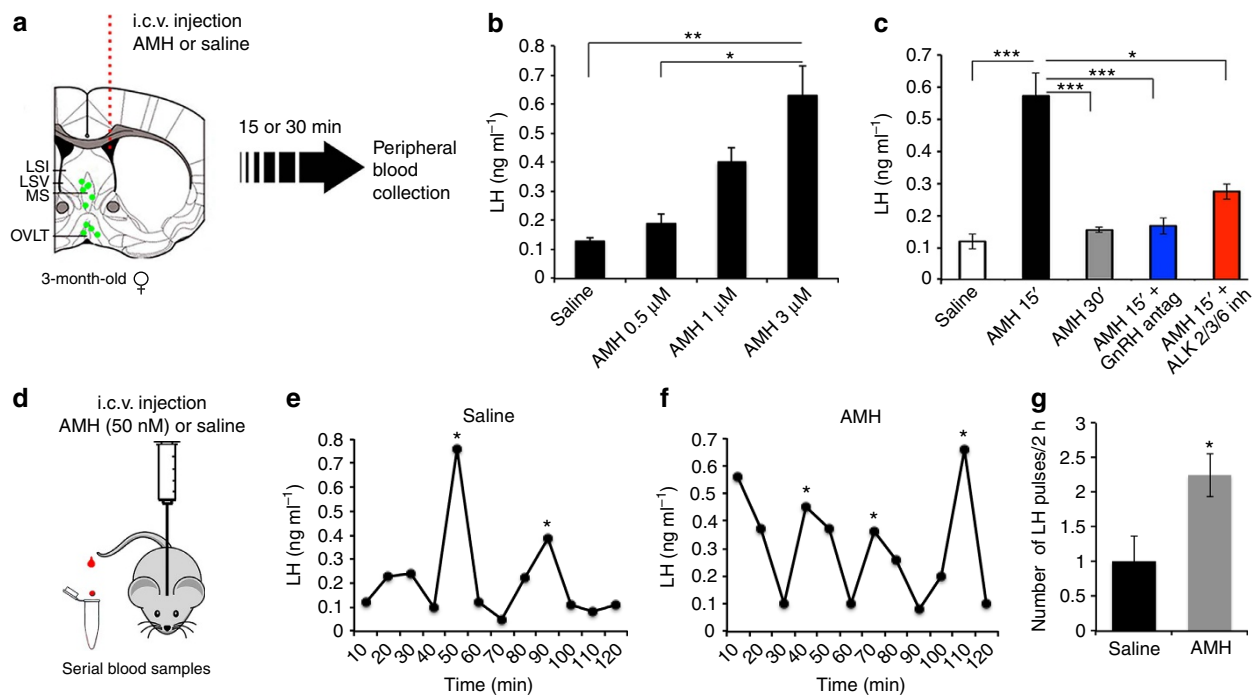 a
i.c.v. injection
AMH or saline
LSI
LSV
MS
OVLT
3-month-old ♀
15 or 30 min
Peripheral
blood
collection
b
LH (ng ml⁻¹)
0.8
0.7
0.6
0.5
0.4
0.3
0.2
0.1
0
**
*
Saline
AMH 0.5 μM
AMH 1 μM
AMH 3 μM
c
LH (ng ml⁻¹)
0.7
0.6
0.5
0.4
0.3
0.2
0.1
0
***
*
***
***
Saline
AMH 15′
AMH 30′
AMH 15′ +
GnRH antag
AMH 15′ +
ALK 2/3/6 inh
d
i.c.v. injection
AMH (50 nM) or saline
Serial blood samples
e
Saline
LH (ng ml⁻¹)
0.8
0.7
0.6
0.5
0.4
0.3
0.2
0.1
0
*
*
10 20 30 40 50 60 70 80 90 100 110 120
Time (min)
f
AMH
LH (ng ml⁻¹)
0.7
0.6
0.5
0.4
0.3
0.2
0.1
0
*
*
*
10 20 30 40 50 60 70 80 90 100 110 120
Time (min)
g
Number of LH pulses/2 h
3
2.5
2
1.5
1
0.5
0
*
Saline
AMH